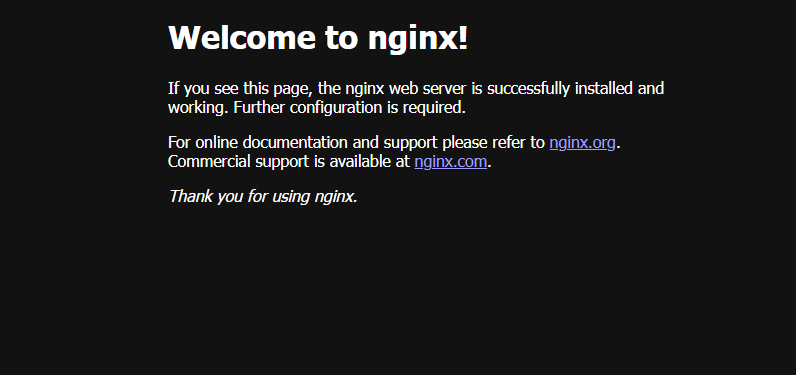 Welcome to nginx!
If you see this page, the nginx web server is successfully installed and
working. Further configuration is required.
For online documentation and support please refer to nginx.org.
Commercial support is available at nginx.com.
Thank you for using nginx.